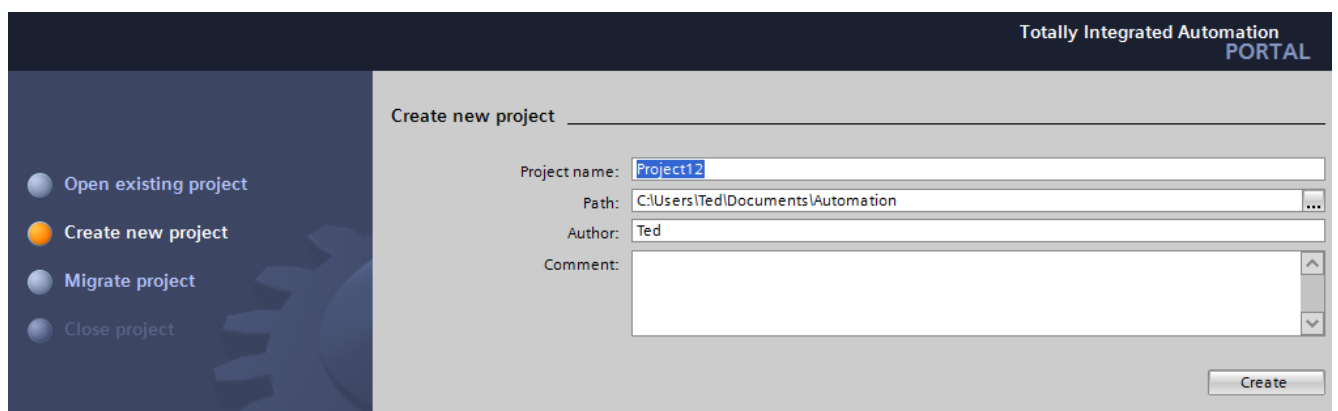 Totally Integrated Automation
PORTAL
Open existing project
Create new project
Migrate project
Close project
Create new project
Project name: Project12
Path: C:\Users\Ted\Documents\Automation ...
Author: Ted
Comment:
Create